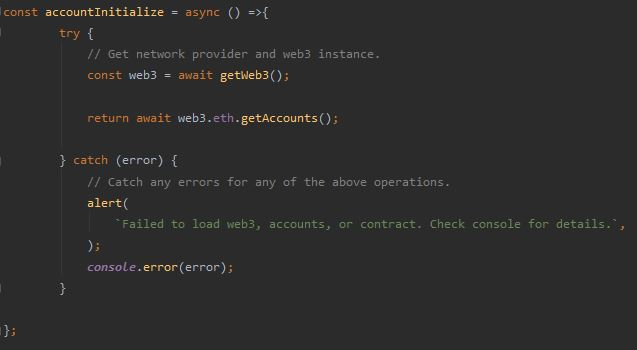 const accountInitialize = async () =>{
try {
// Get network provider and web3 instance.
const web3 = await getWeb3();
return await web3.eth.getAccounts();
} catch (error) {
// Catch any errors for any of the above operations.
alert(
`Failed to load web3, accounts, or contract. Check console for details.`,
);
console.error(error);
}
};